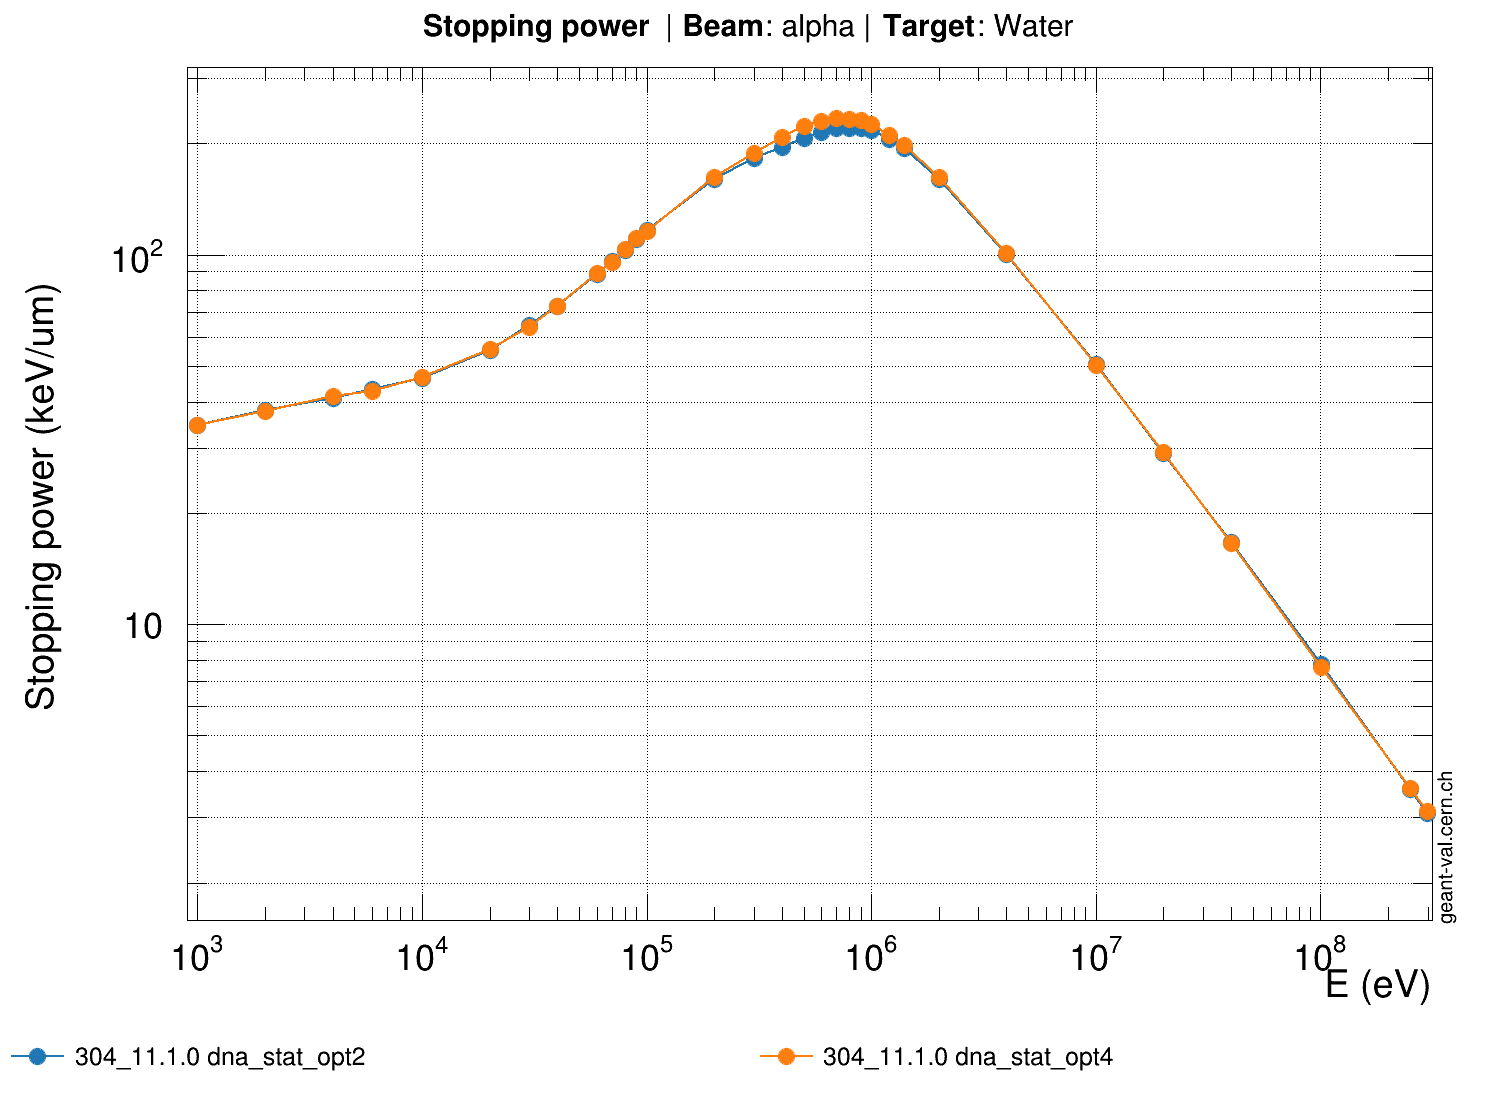 Stopping power | Beam: alpha | Target: Water
Stopping power (keV/um)
10²
10
10³ 10⁴ 10⁵ 10⁶ 10⁷ 10⁸
E (eV)
geant-val.cern.ch
304_11.1.0 dna_stat_opt2
304_11.1.0 dna_stat_opt4